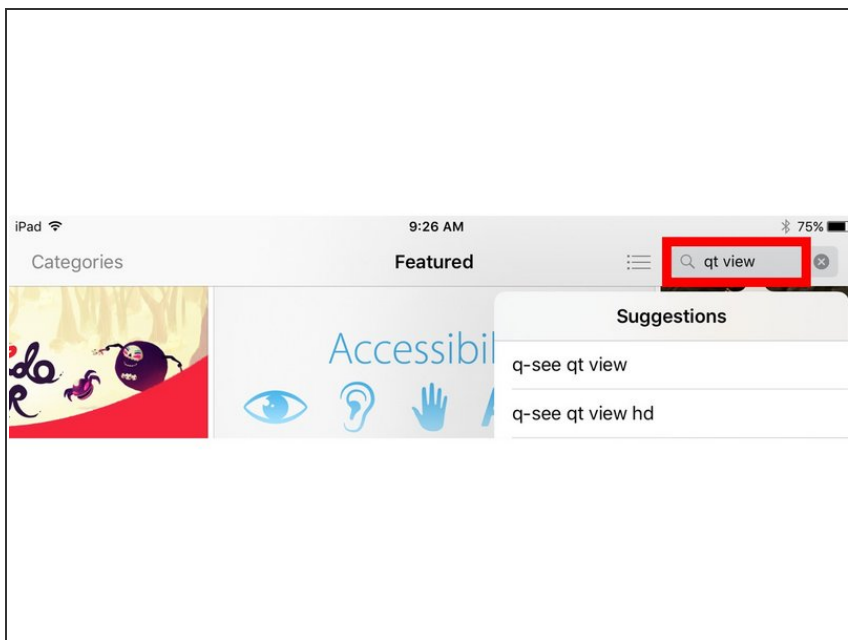 iPad 9:26 AM 75%
Categories Featured qt view
Suggestions
Accessibil
q-see qt view
q-see qt view hd